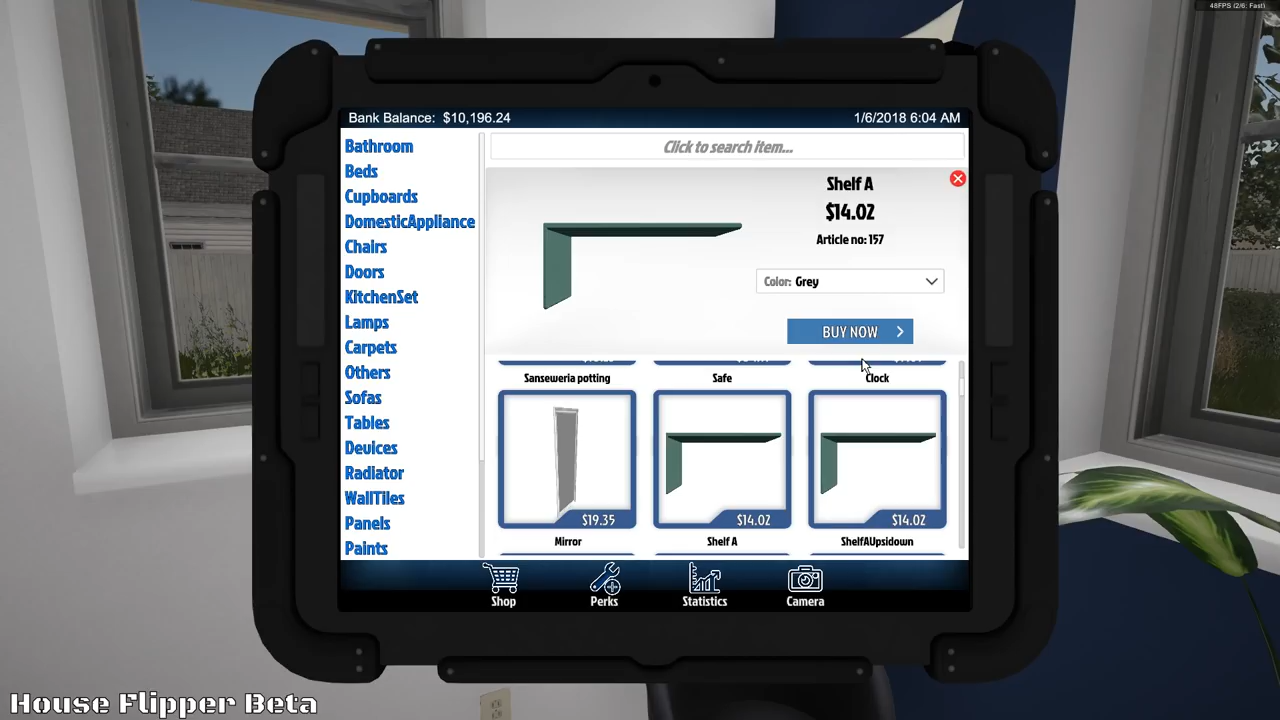 48FPS (2/6: Fast)
Bank Balance: $10,196.24
1/6/2018 6:04 AM
Bathroom
Beds
Cupboards
DomesticAppliance
Chairs
Doors
KitchenSet
Lamps
Carpets
Others
Sofas
Tables
Devices
Radiator
WallTiles
Panels
Paints
Click to search item...
Shelf A
$14.02
Article no: 157
Color: Grey
BUY NOW
Sanseweria potting
Safe
Clock
$19.35
$14.02
$14.02
Mirror
Shelf A
ShelfAUpsidown
Shop
Perks
Statistics
Camera
House Flipper Beta